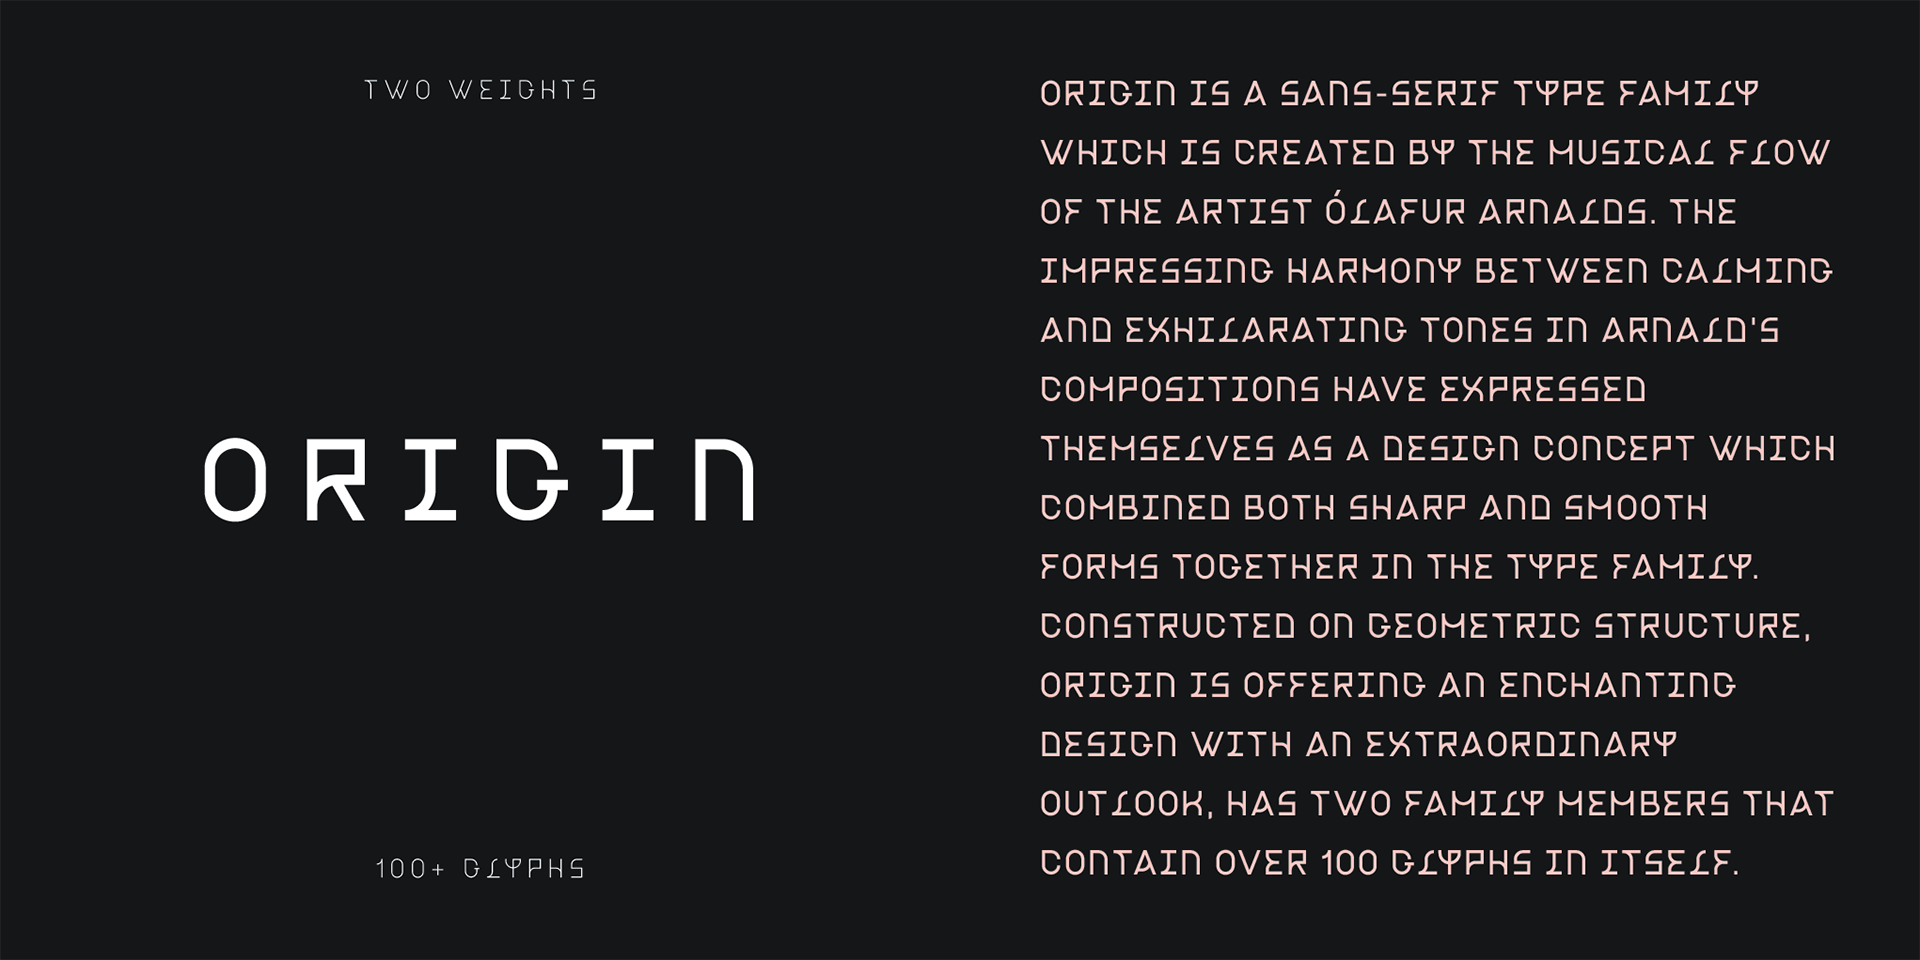 TWO WEIGHTS
ORIGIN
100+ GLYPHS
ORIGIN IS A SANS-SERIF TYPE FAMILY
WHICH IS CREATED BY THE MUSICAL FLOW
OF THE ARTIST ÓLAFUR ARNALDS. THE
IMPRESSING HARMONY BETWEEN CALMING
AND EXHILARATING TONES IN ARNALD'S
COMPOSITIONS HAVE EXPRESSED
THEMSELVES AS A DESIGN CONCEPT WHICH
COMBINED BOTH SHARP AND SMOOTH
FORMS TOGETHER IN THE TYPE FAMILY.
CONSTRUCTED ON GEOMETRIC STRUCTURE,
ORIGIN IS OFFERING AN ENCHANTING
DESIGN WITH AN EXTRAORDINARY
OUTLOOK, HAS TWO FAMILY MEMBERS THAT
CONTAIN OVER 100 GLYPHS IN ITSELF.